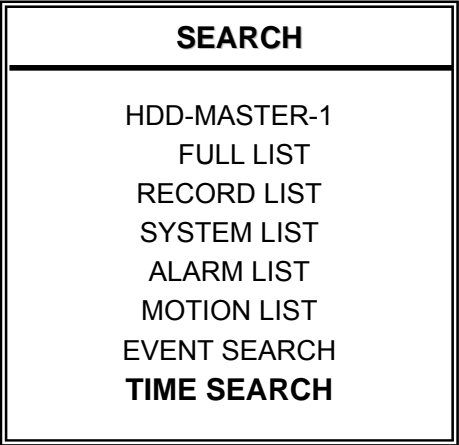 SEARCH
HDD-MASTER-1
FULL LIST
RECORD LIST
SYSTEM LIST
ALARM LIST
MOTION LIST
EVENT SEARCH
TIME SEARCH